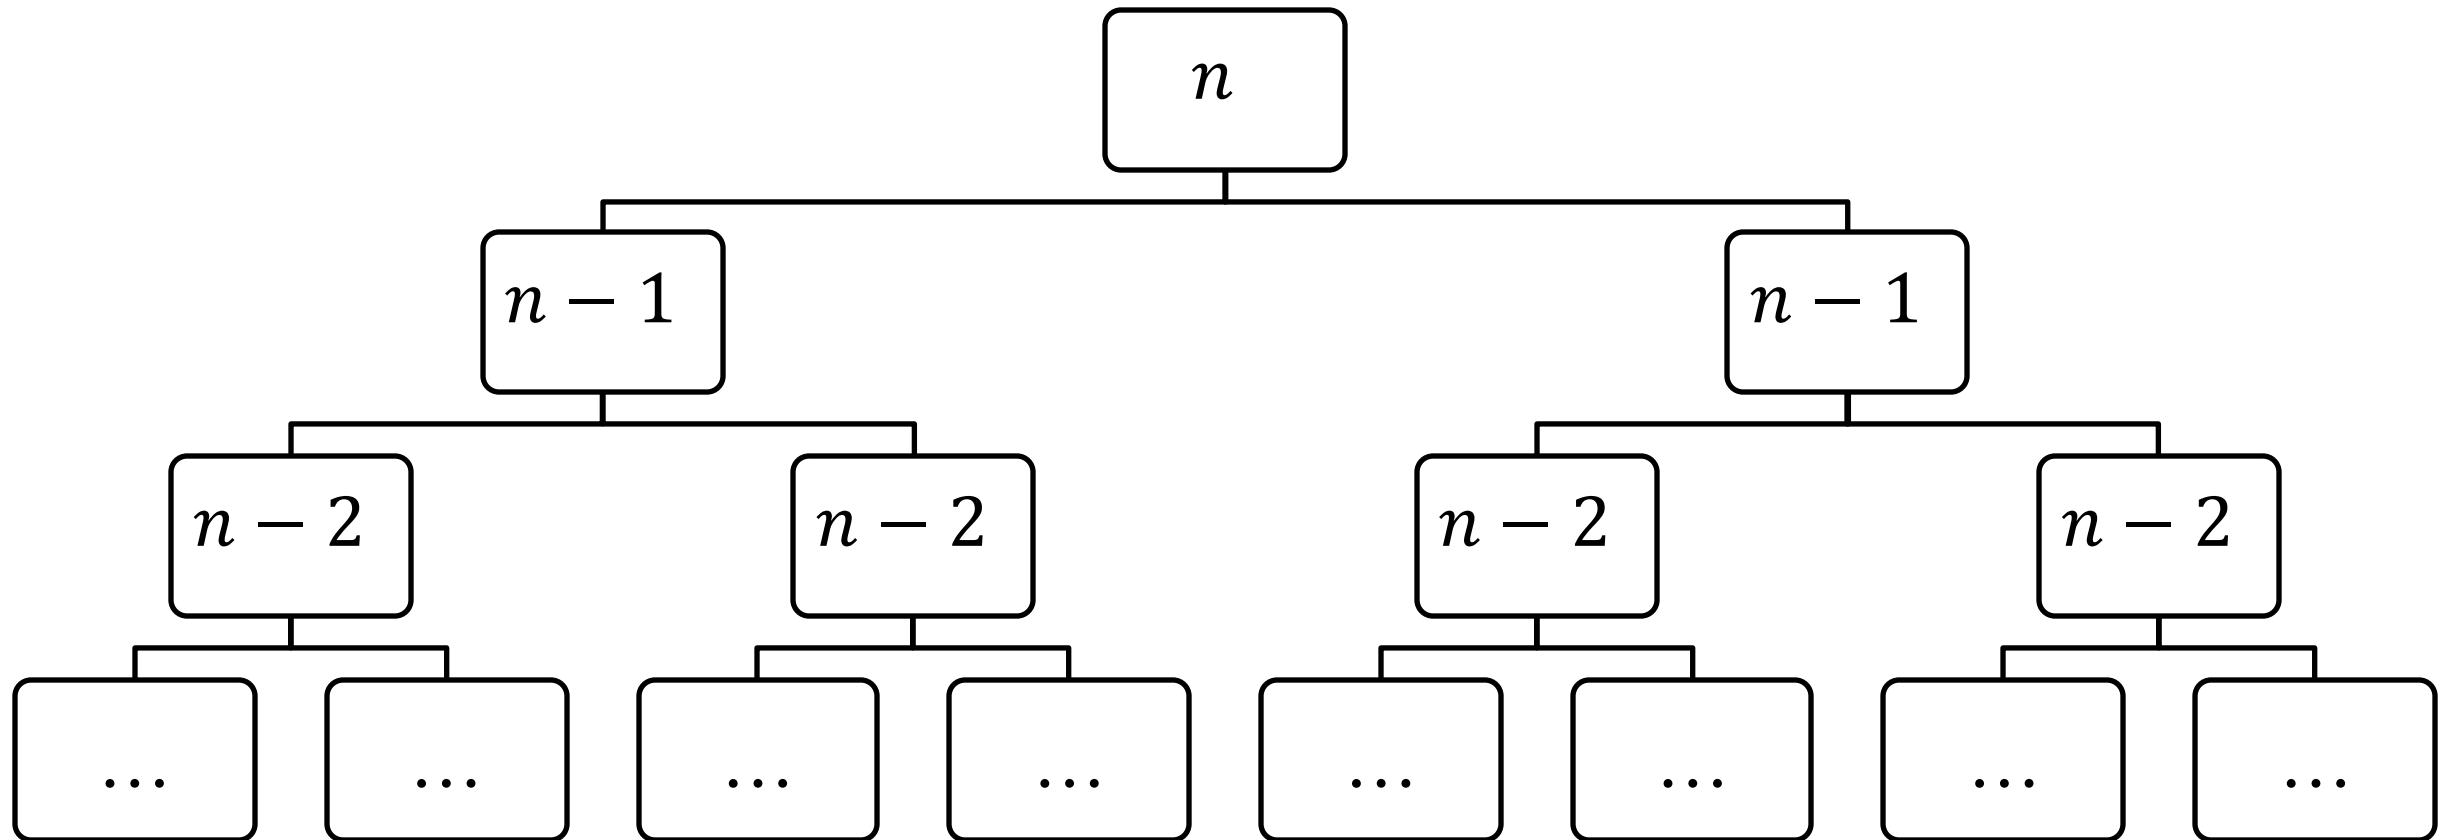 n
n − 1 n − 1
n − 2 n − 2 n − 2 n − 2
… … … … … … … …